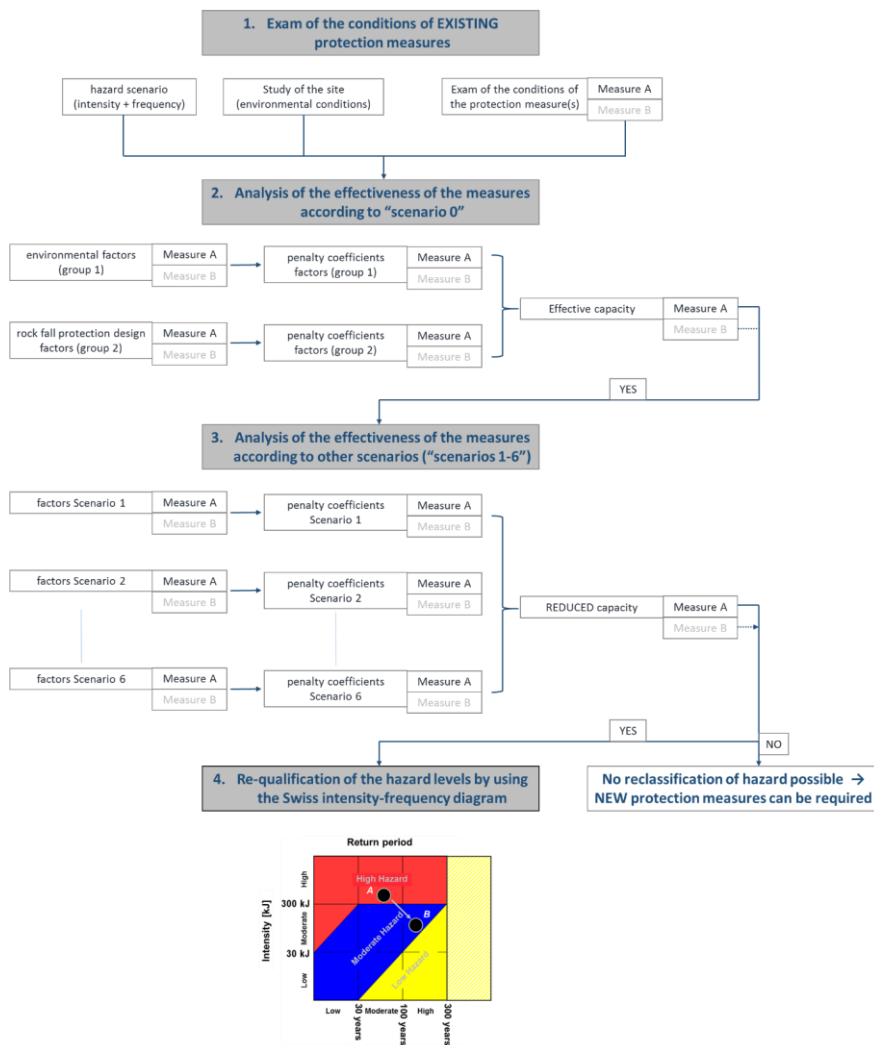 1. Exam of the conditions of EXISTING
protection measures
hazard scenario
(intensity + frequency)
Study of the site
(environmental conditions)
Exam of the conditions of
the protection measure(s)
Measure A
Measure B
2. Analysis of the effectiveness of the measures
according to “scenario 0”
environmental factors
(group 1)
Measure A
Measure B
penalty coefficients
factors (group 1)
Measure A
Measure B
rock fall protection design
factors (group 2)
Measure A
Measure B
penalty coefficients
factors (group 2)
Measure A
Measure B
Effective capacity
Measure A
Measure B
YES
3. Analysis of the effectiveness of the measures
according to other scenarios (“scenarios 1-6”)
factors Scenario 1
Measure A
Measure B
penalty coefficients
Scenario 1
Measure A
Measure B
factors Scenario 2
Measure A
Measure B
penalty coefficients
Scenario 2
Measure A
Measure B
REDUCED capacity
Measure A
Measure B
factors Scenario 6
Measure A
Measure B
penalty coefficients
Scenario 6
Measure A
Measure B
YES
NO
4. Re-qualification of the hazard levels by using
the Swiss intensity-frequency diagram
No reclassification of hazard possible →
NEW protection measures can be required
Return period
Intensity [kJ]
High
Moderate
Low
300 kJ
30 kJ
High Hazard
A
B
Moderate Hazard
Low Hazard
Low
30 years
Moderate
100 years
High
300 years